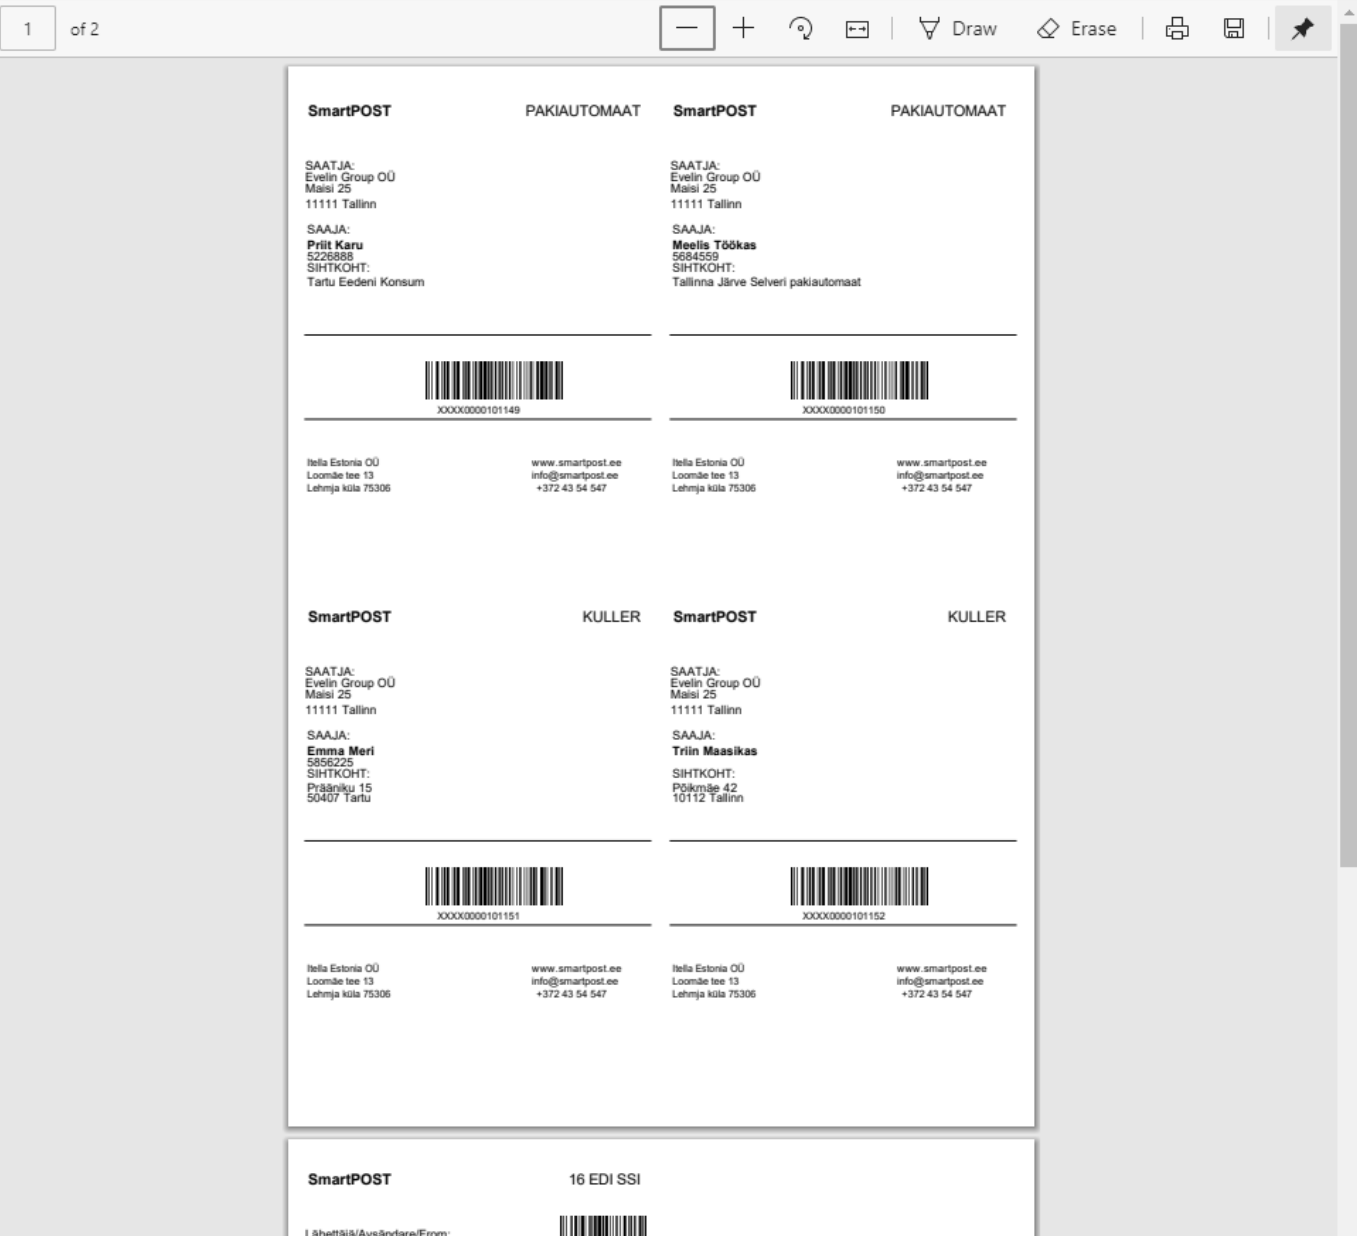 1 of 2 Draw Erase
SmartPOST PAKIAUTOMAAT
SAATJA:
Evelin Group OÜ
Maisi 25
11111 Tallinn
SAAJA:
Priit Karu
5226888
SIHTKOHT:
Tartu Eedeni Konsum
XXXX0000101149
Itella Estonia OÜ
Loomäe tee 13
Lehmja küla 75306
www.smartpost.ee
info@smartpost.ee
+372 43 54 547
SmartPOST PAKIAUTOMAAT
SAATJA:
Evelin Group OÜ
Maisi 25
11111 Tallinn
SAAJA:
Meelis Töökas
5684559
SIHTKOHT:
Tallinna Järve Selveri pakiautomaat
XXXX0000101150
Itella Estonia OÜ
Loomäe tee 13
Lehmja küla 75306
www.smartpost.ee
info@smartpost.ee
+372 43 54 547
SmartPOST KULLER
SAATJA:
Evelin Group OÜ
Maisi 25
11111 Tallinn
SAAJA:
Emma Meri
5856225
SIHTKOHT:
Prääniku 15
50407 Tartu
XXXX0000101151
Itella Estonia OÜ
Loomäe tee 13
Lehmja küla 75306
www.smartpost.ee
info@smartpost.ee
+372 43 54 547
SmartPOST KULLER
SAATJA:
Evelin Group OÜ
Maisi 25
11111 Tallinn
SAAJA:
Triin Maasikas
SIHTKOHT:
Põikmäe 42
10112 Tallinn
XXXX0000101152
Itella Estonia OÜ
Loomäe tee 13
Lehmja küla 75306
www.smartpost.ee
info@smartpost.ee
+372 43 54 547
SmartPOST 16 EDI SSI
Lähettäjä/Avsändare/From: